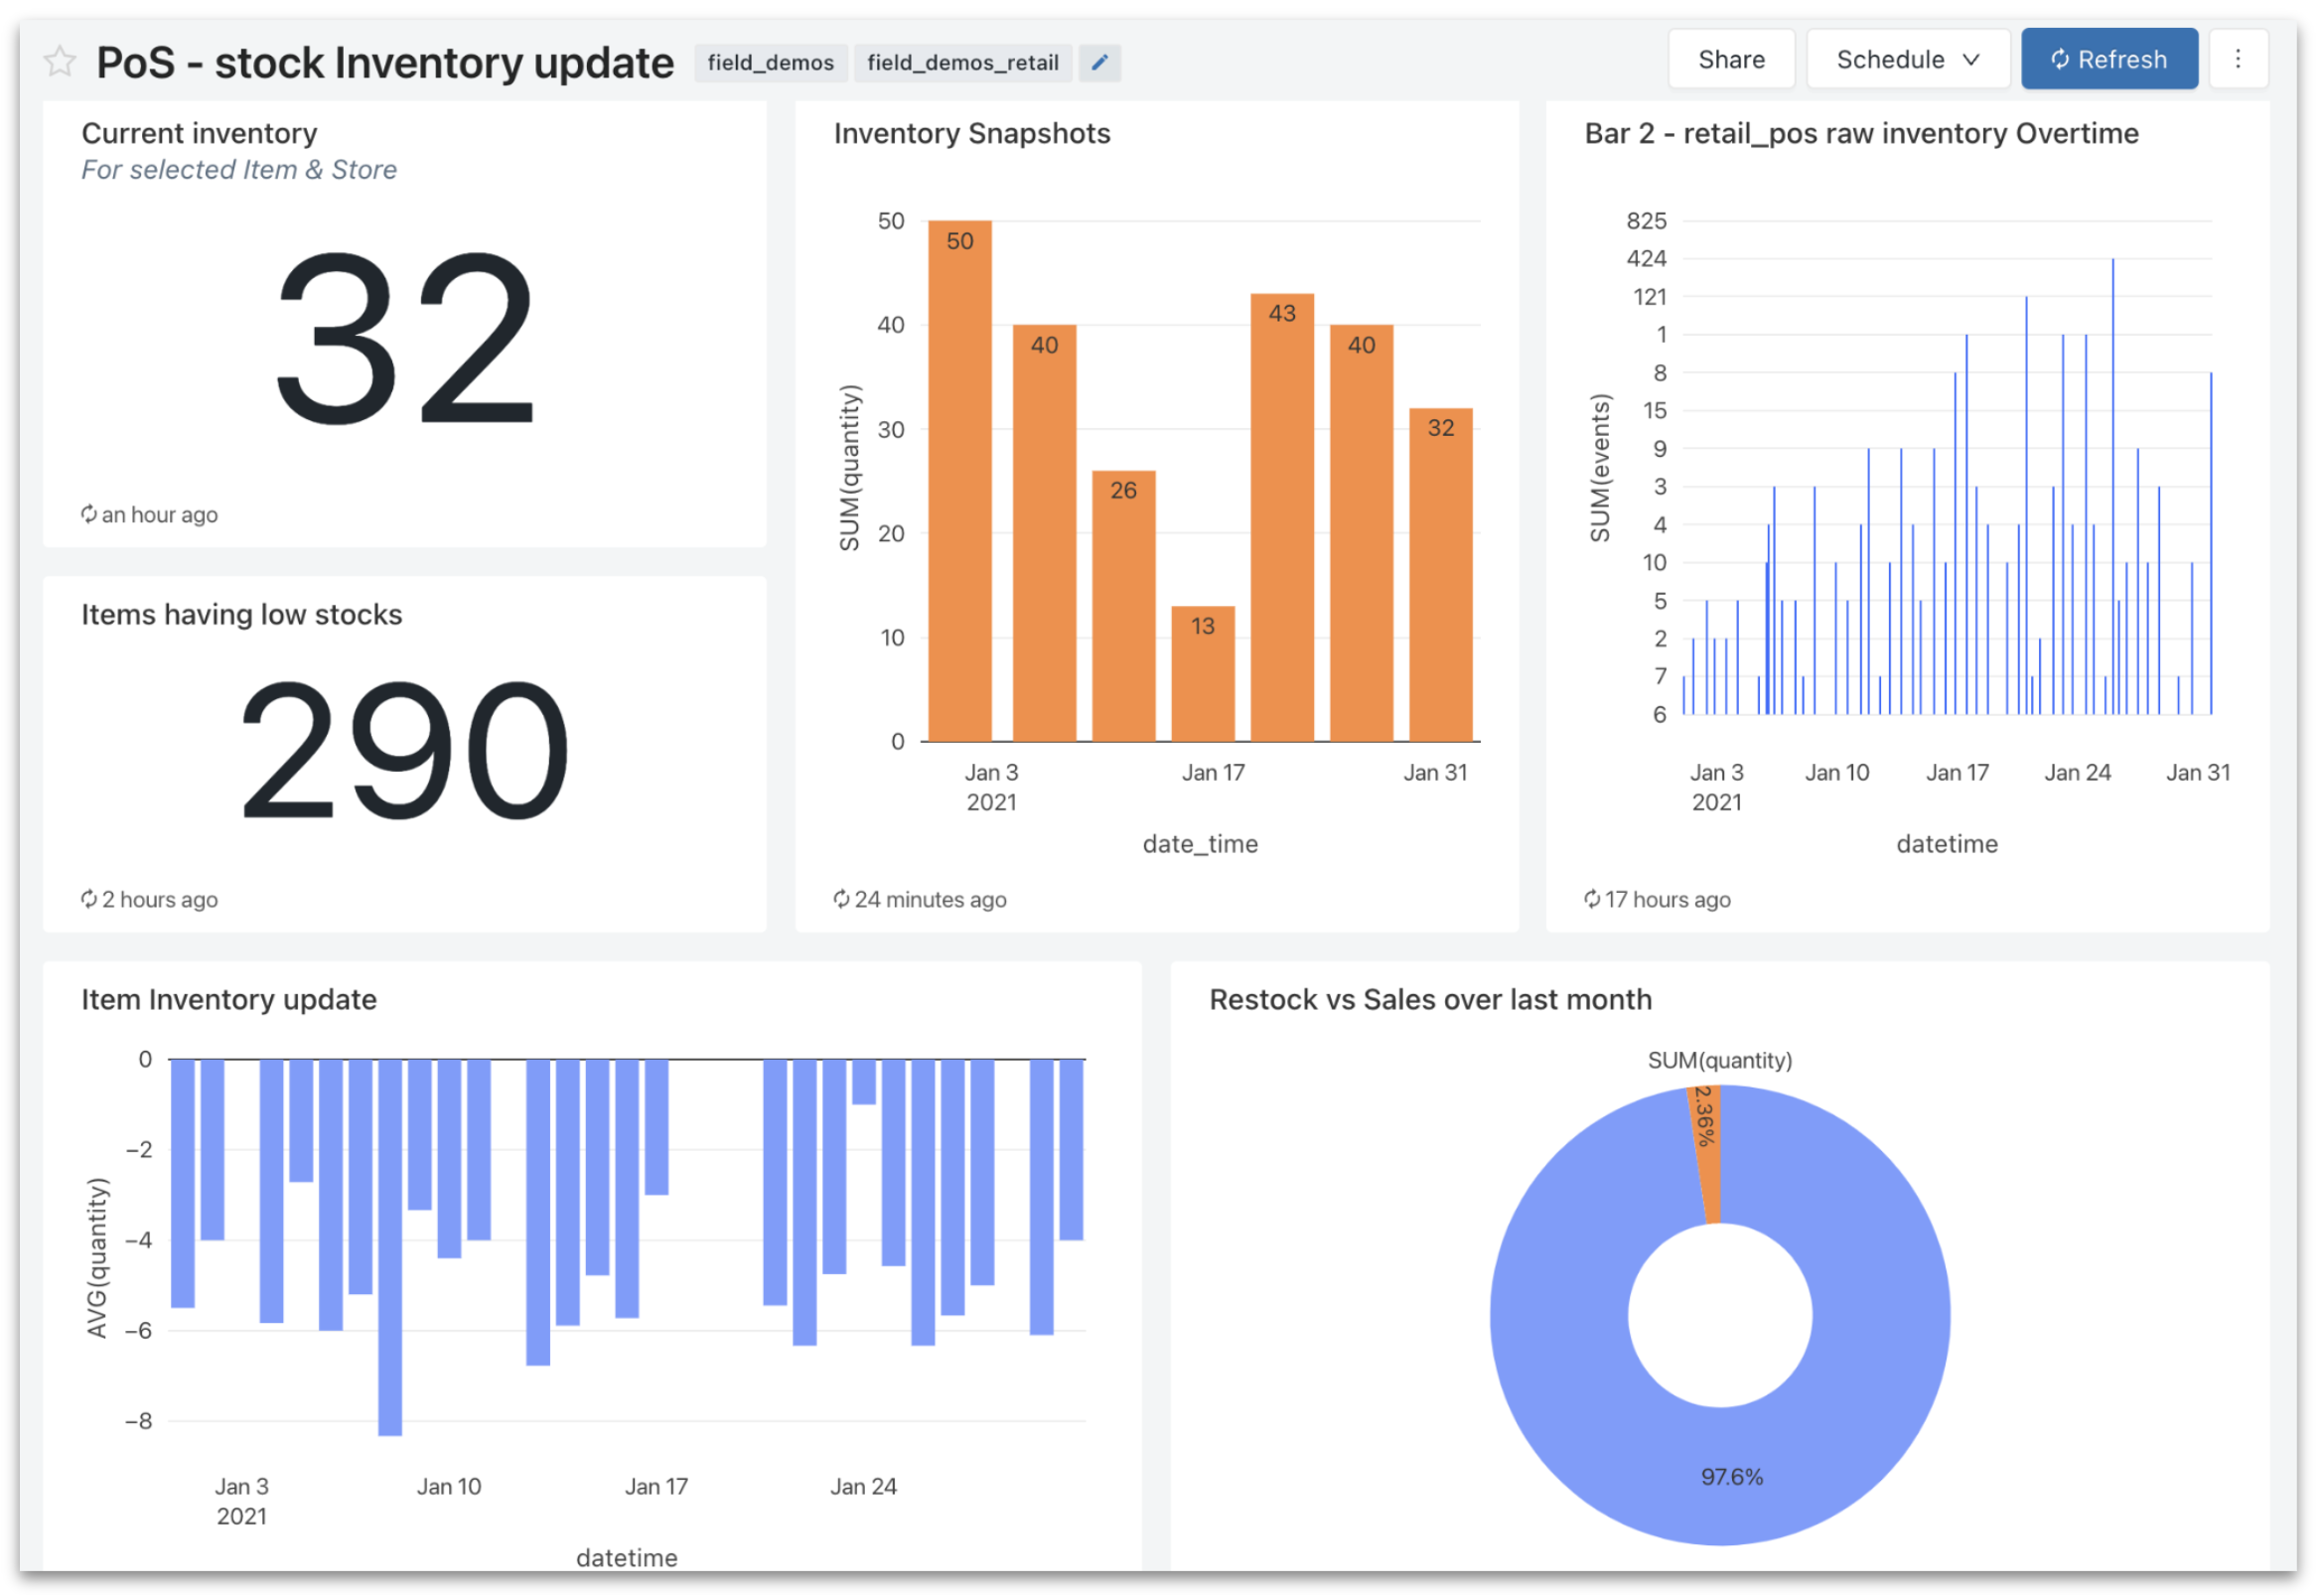 PoS - stock Inventory update
field_demos
field_demos_retail
Share
Schedule
Refresh
Current inventory
For selected Item & Store
32
an hour ago
Items having low stocks
290
2 hours ago
Inventory Snapshots
SUM(quantity)
50
40
30
20
10
0
50
40
26
13
43
40
32
Jan 3
2021
Jan 17
Jan 31
date_time
24 minutes ago
Bar 2 - retail_pos raw inventory Overtime
SUM(events)
825
424
121
1
8
15
9
3
4
10
5
2
7
6
Jan 3
2021
Jan 10
Jan 17
Jan 24
Jan 31
datetime
17 hours ago
Item Inventory update
AVG(quantity)
0
−2
−4
−6
−8
Jan 3
2021
Jan 10
Jan 17
Jan 24
datetime
Restock vs Sales over last month
SUM(quantity)
2.36%
97.6%